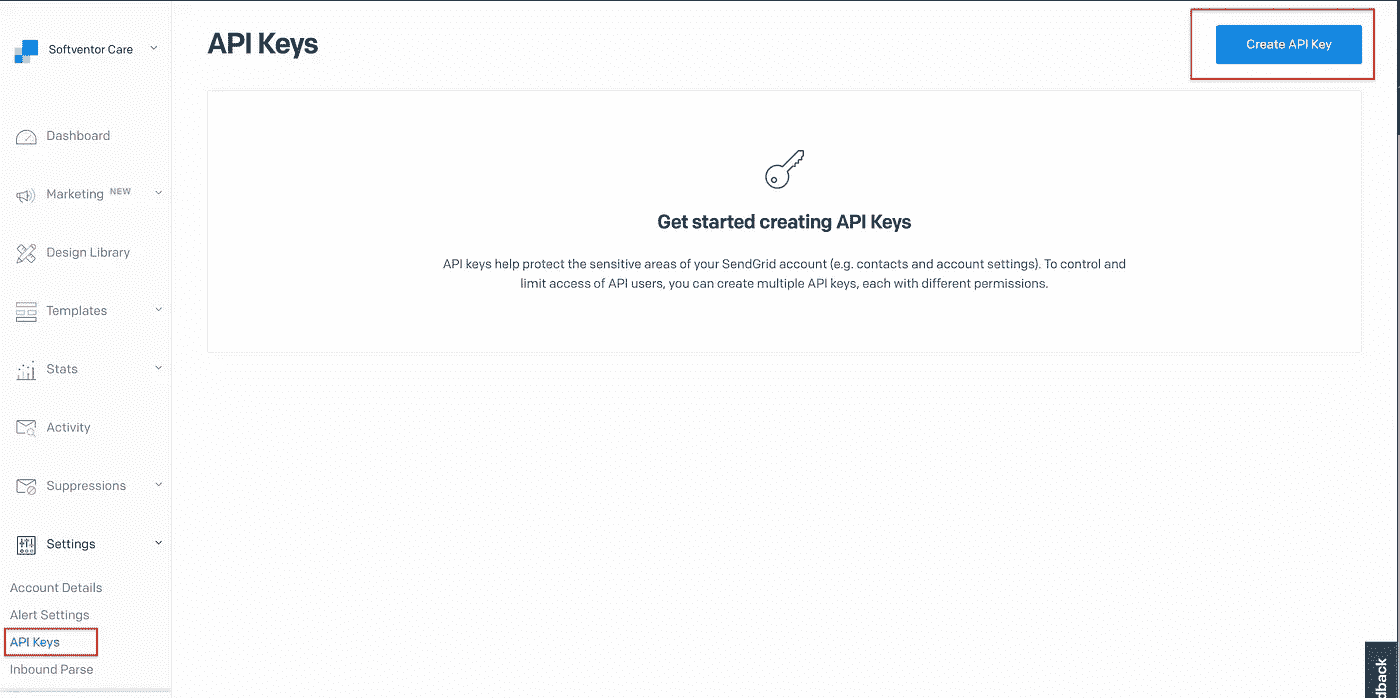 Softventor Care
API Keys
Create API Key
Dashboard
Marketing NEW
Design Library
Templates
Stats
Activity
Suppressions
Settings
Account Details
Alert Settings
API Keys
Inbound Parse
Get started creating API Keys
API keys help protect the sensitive areas of your SendGrid account (e.g. contacts and account settings). To control and
limit access of API users, you can create multiple API keys, each with different permissions.
dback